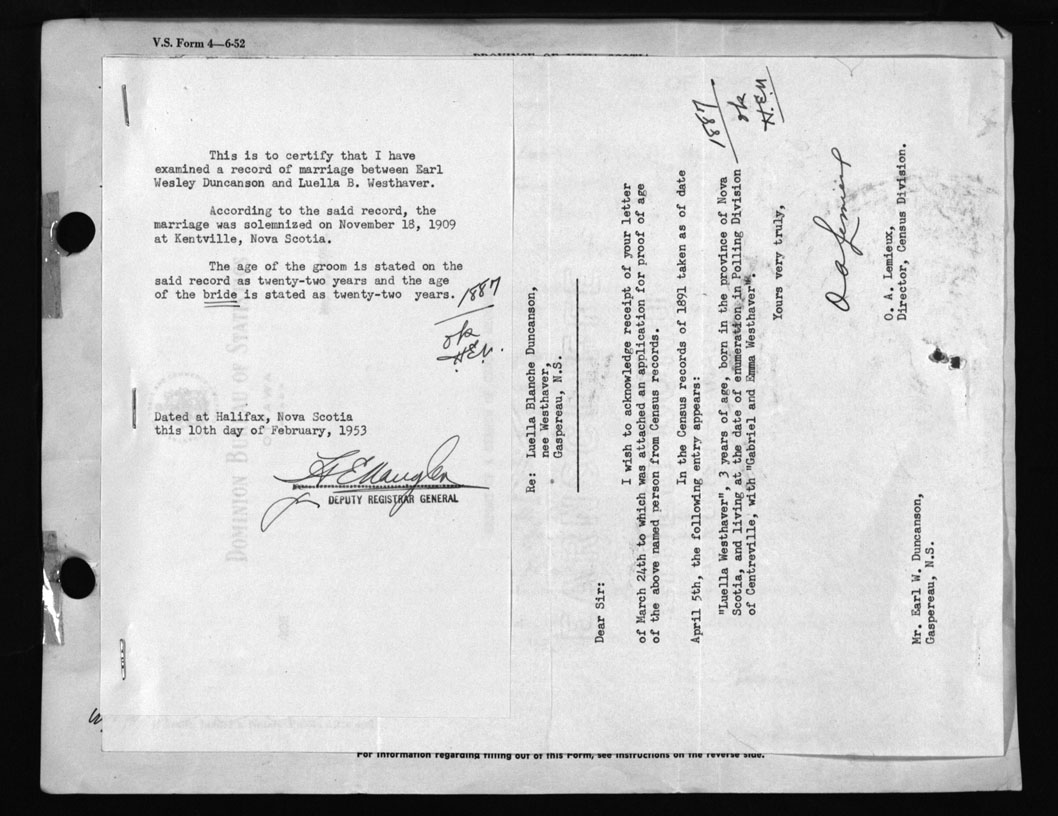 V.S. Form 4—6-52
This is to certify that I have
examined a record of marriage between Earl
Wesley Duncanson and Luella B. Westhaver.
According to the said record, the
marriage was solemnized on November 18, 1909
at Kentville, Nova Scotia.
The age of the groom is stated on the
said record as twenty-two years and the age
of the bride is stated as twenty-two years.
1887
ok
H.E.N.
Dated at Halifax, Nova Scotia
this 10th day of February, 1953
DEPUTY REGISTRAR GENERAL
DOMINION BUREAU OF STATISTICS
Re: Luella Blanche Duncanson,
nee Westhaver,
Gaspereau, N.S.
Dear Sir:
I wish to acknowledge receipt of your letter
of March 24th to which was attached an application for proof of age
of the above named person from Census records.
In the Census records of 1891 taken as of date
April 5th, the following entry appears:
"Luella Westhaver", 3 years of age, born in the province of Nova
Scotia, and living at the date of enumeration in Polling Division
of Centreville, with "Gabriel and Emma Westhaver".
1887
ok
H.E.N
Yours very truly,
O A Lemieux
O. A. Lemieux,
Director, Census Division.
Mr. Earl W. Duncanson,
Gaspereau, N.S.
For information regarding filling out of this Form, see instructions on the reverse side.